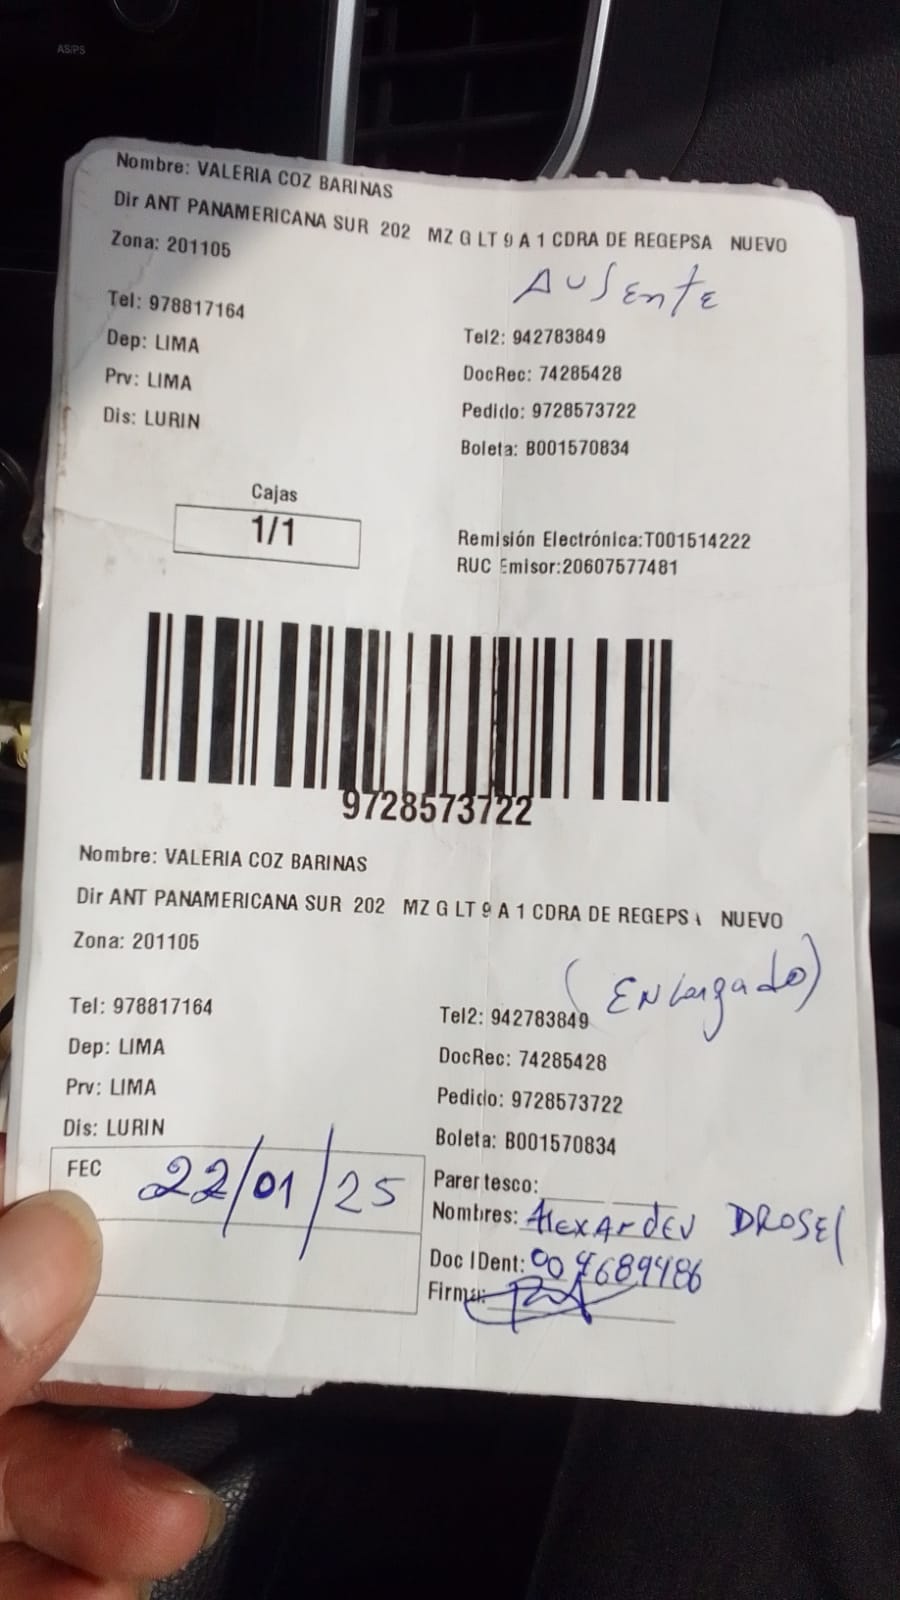 AS/PS
Nombre: VALERIA COZ BARINAS
Dir ANT PANAMERICANA SUR 202 MZ G LT 9 A 1 CDRA DE REGEPSA NUEVO
Zona: 201105
AUSENTE
Tel: 978817164
Tel2: 942783849
Dep: LIMA
DocRec: 74285428
Prv: LIMA
Pedido: 9728573722
Dis: LURIN
Boleta: B001570834
Cajas
1/1
Remisión Electrónica:T001514222
RUC Emisor:20607577481
9728573722
Nombre: VALERIA COZ BARINAS
Dir ANT PANAMERICANA SUR 202 MZ G LT 9 A 1 CDRA DE REGEPS NUEVO
Zona: 201105
(Encargado)
Tel: 978817164
Tel2: 942783849
Dep: LIMA
DocRec: 74285428
Prv: LIMA
Pedido: 9728573722
Dis: LURIN
Boleta: B001570834
FEC 22/01/25
Parentesco:
Nombres:
Doc IDent: 004689486
Firma: